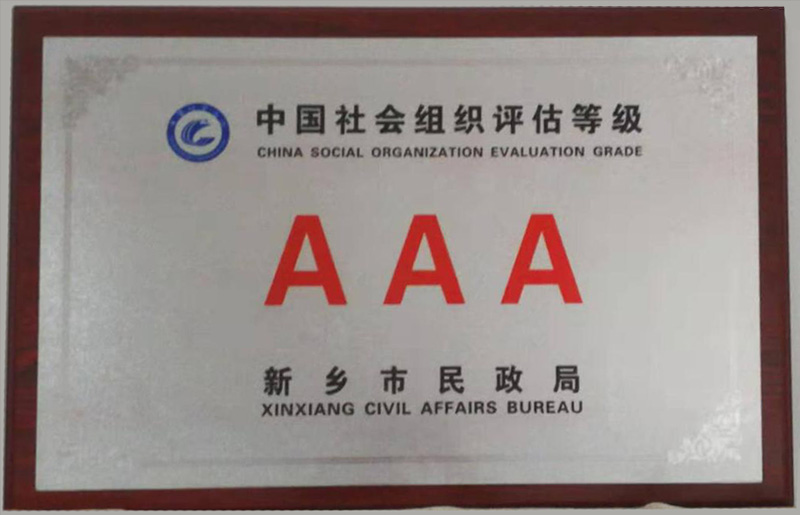 中国社会组织评估等级
CHINA SOCIAL ORGANIZATION EVALUATION GRADE
AAA
新乡市民政局
XINXIANG CIVIL AFFAIRS BUREAU